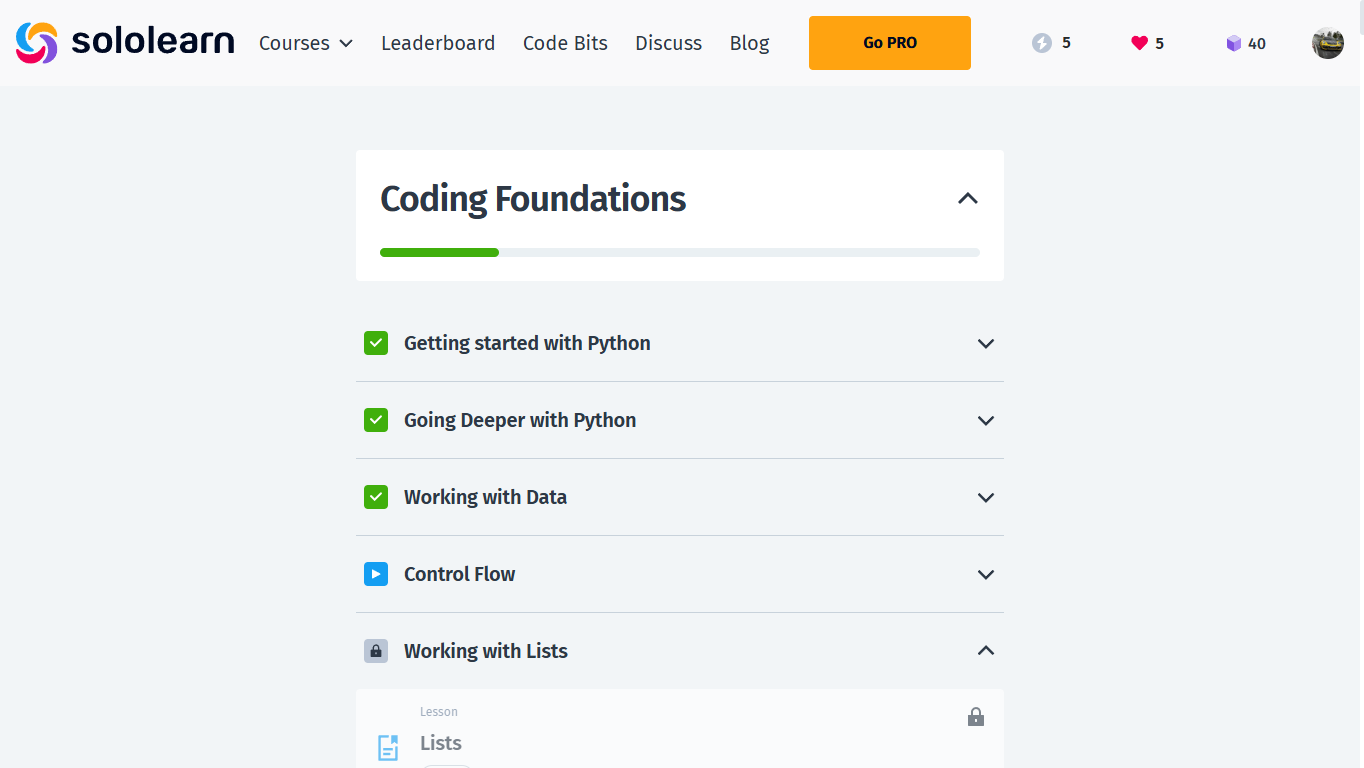 sololearn Courses Leaderboard Code Bits Discuss Blog Go PRO 5 5 40
Coding Foundations
Getting started with Python
Going Deeper with Python
Working with Data
Control Flow
Working with Lists
Lesson
Lists